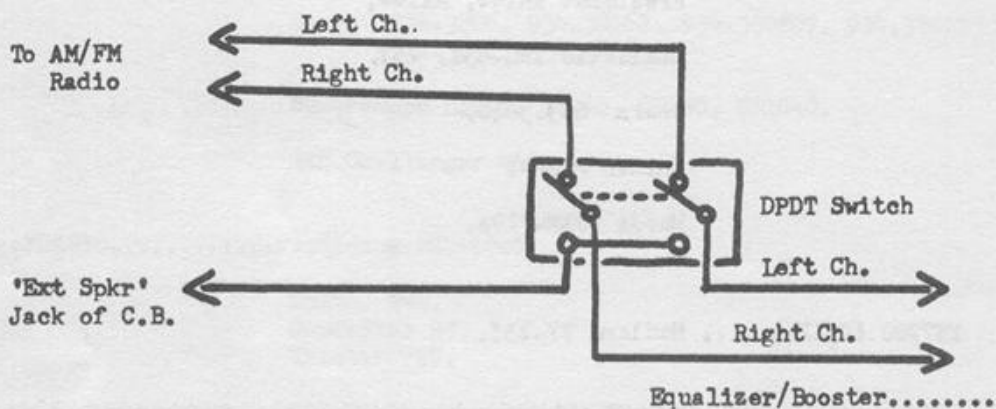 Left Ch..
To AM/FM
Radio
Right Ch.
DPDT Switch
Left Ch.
"Ext Spkr"
Jack of C.B.
Right Ch.
Equalizer/Booster.........